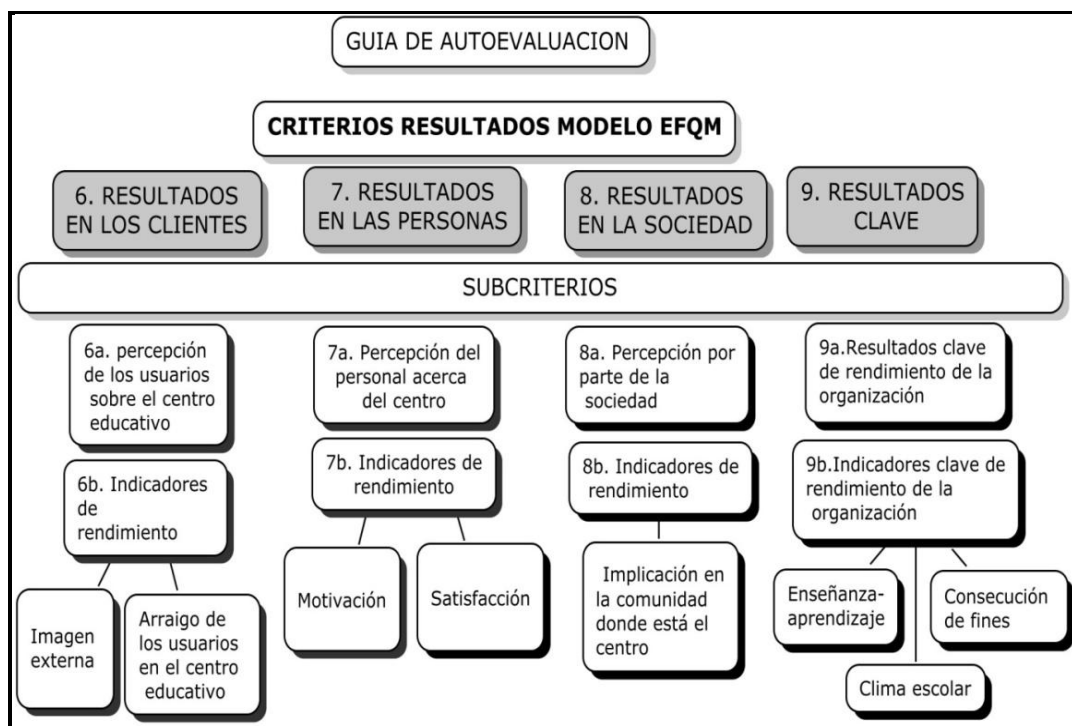 GUIA DE AUTOEVALUACION
CRITERIOS RESULTADOS MODELO EFQM
6. RESULTADOS
EN LOS CLIENTES
7. RESULTADOS
EN LAS PERSONAS
8. RESULTADOS
EN LA SOCIEDAD
9. RESULTADOS
CLAVE
SUBCRITERIOS
6a. percepción
de los usuarios
sobre el centro
educativo
7a. Percepción del
personal acerca
del centro
8a. Percepción por
parte de la
sociedad
9a.Resultados clave
de rendimiento de la
organización
6b. Indicadores
de
rendimiento
7b. Indicadores de
rendimiento
8b. Indicadores de
rendimiento
9b.Indicadores clave de
rendimiento de la
organización
Imagen
externa
Arraigo de
los usuarios
en el centro
educativo
Motivación
Satisfacción
Implicación en
la comunidad
donde está el
centro
Enseñanza-
aprendizaje
Clima escolar
Consecución
de fines